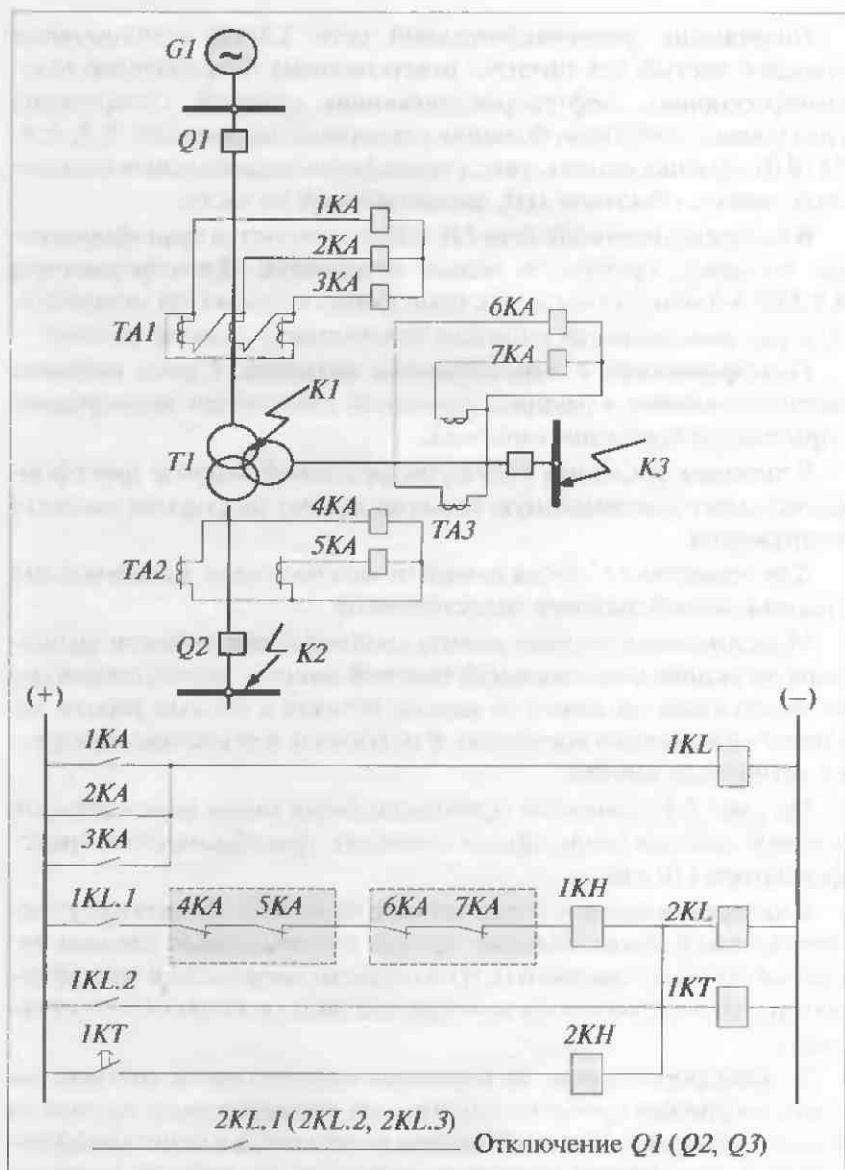 G1
Q1
1KA
2KA
3KA
TA1
6KA
7KA
K1
T1
K3
4KA
TA3
5KA
TA2
Q2
K2
(+) (–)
1KA 1KL
2KA
3KA
1KL.1 4KA 5KA 6KA 7KA 1KH 2KL
1KL.2 1KT
1KT 2KH
2KL.1 (2KL.2, 2KL.3)
Отключение Q1 (Q2, Q3)